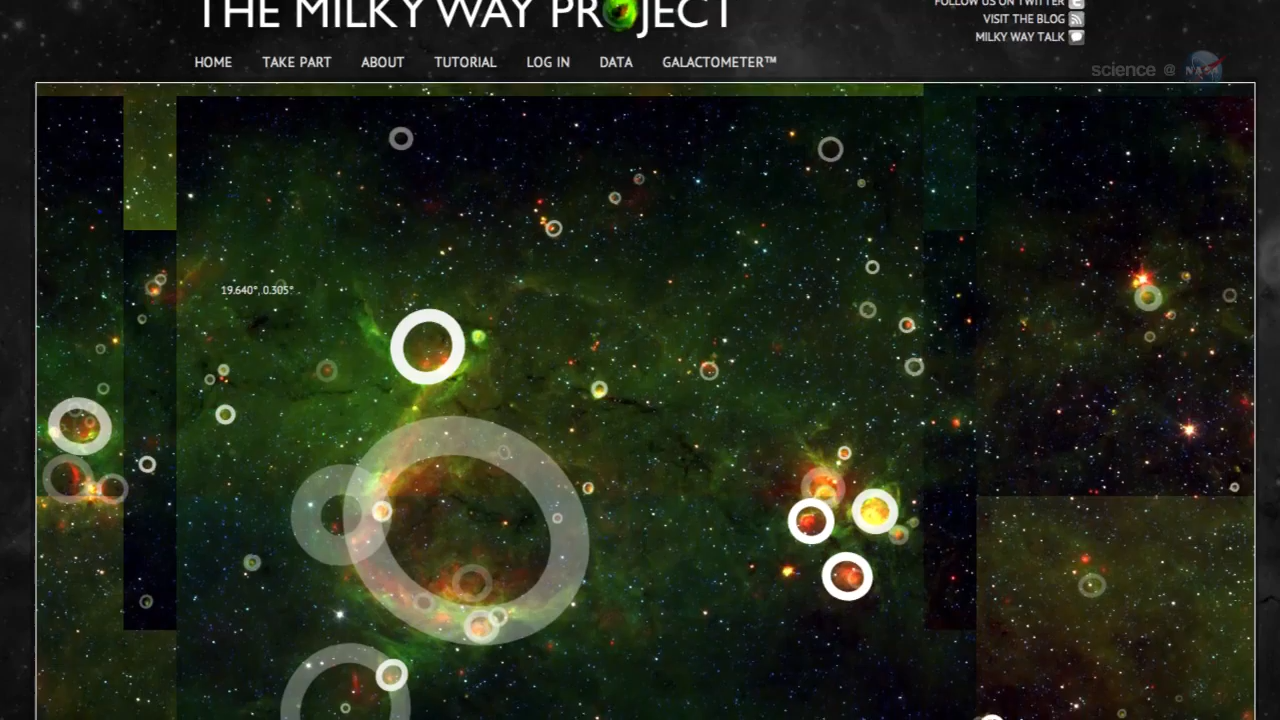 THE MILKY WAY PROJECT
FOLLOW US ON TWITTER
VISIT THE BLOG
MILKY WAY TALK
HOME TAKE PART ABOUT TUTORIAL LOG IN DATA GALACTOMETER™
science @ NASA
19.640°, 0.305°